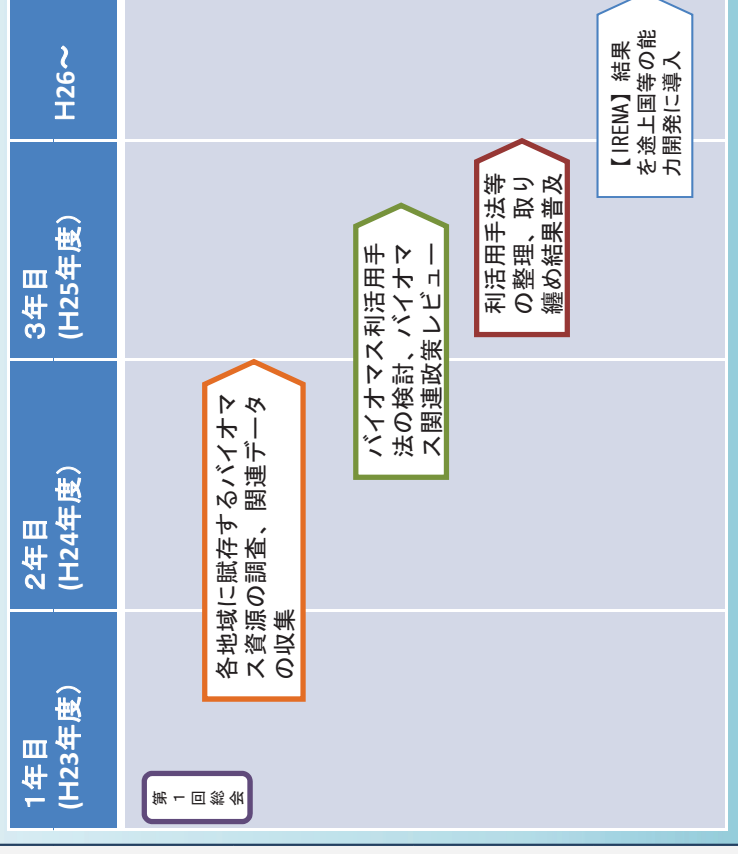 1年目
(H23年度)
2年目
(H24年度)
3年目
(H25年度)
H26～
第1回総会
各地域に賦存するバイオマ
ス資源の調査、関連データ
の収集
バイオマス利活用手
法の検討、バイオマ
ス関連政策レビュー
利活用手法等
の整理、取り
纏め結果普及
【IRENA】結果
を途上国等の能
力開発に導入